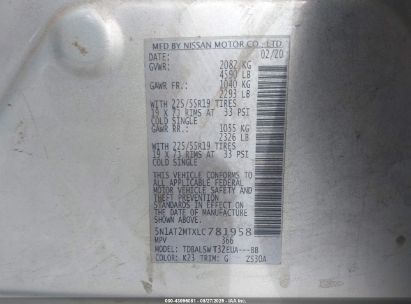 MFD BY NISSAN MOTOR CO., LTD.
DATE: 02/20
GVWR: 2082 KG
4590 LB
GAWR FR.: 1040 KG
2293 LB
WITH 225/55R19 TIRES
19 X 7J RIMS AT 33 PSI
COLD SINGLE
GAWR RR.: 1055 KG
2326 LB
WITH 225/55R19 TIRES
19 X 7J RIMS AT 33 PSI
COLD SINGLE
THIS VEHICLE CONFORMS TO
ALL APPLICABLE FEDERAL
MOTOR VEHICLE SAFETY AND
THEFT PREVENTION
STANDARDS IN EFFECT ON
THE DATE OF MANUFACTURE
SHOWN ABOVE.
5N1AT2MTXLC781958
MPV 366
COLOR: K23 TRIM: G